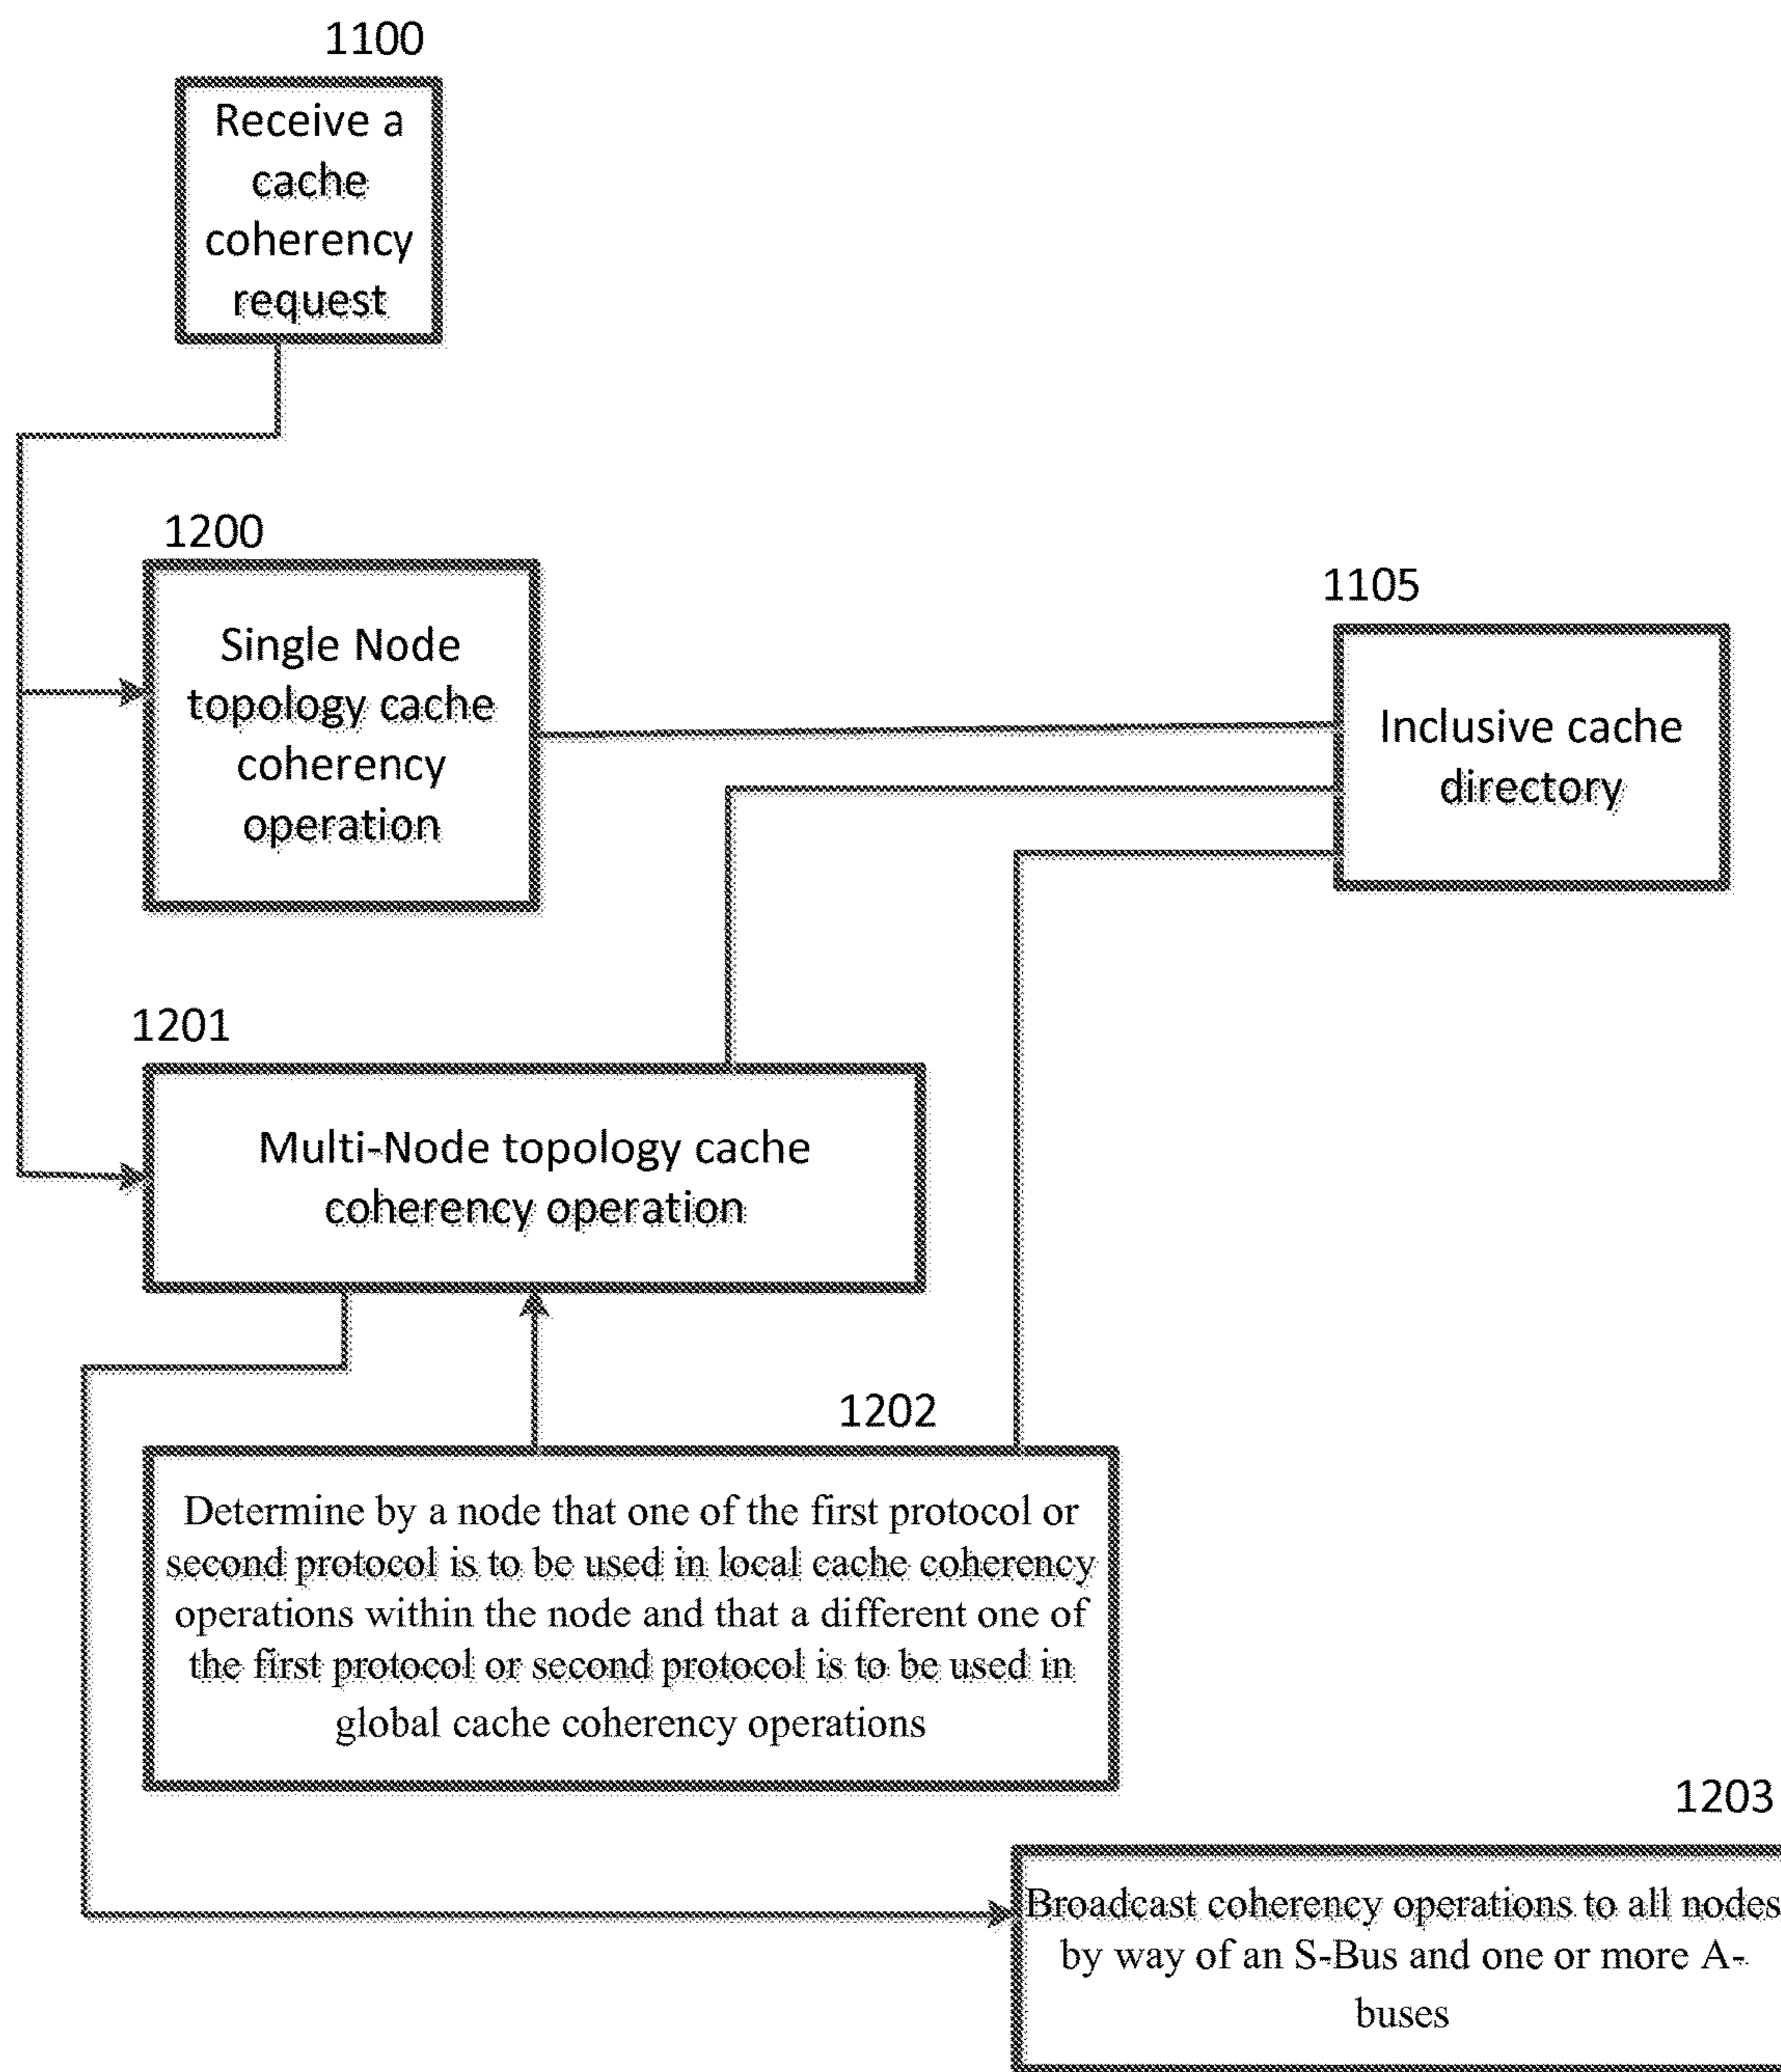 1100
Receive a
cache
coherency
request
1200
Single Node
topology cache
coherency
operation
1105
Inclusive cache
directory
1201
Multi-Node topology cache
coherency operation
1202
Determine by a node that one of the first protocol or
second protocol is to be used in local cache coherency
operations within the node and that a different one of
the first protocol or second protocol is to be used in
global cache coherency operations
1203
Broadcast coherency operations to all nodes
by way of an S-Bus and one or more A-
buses